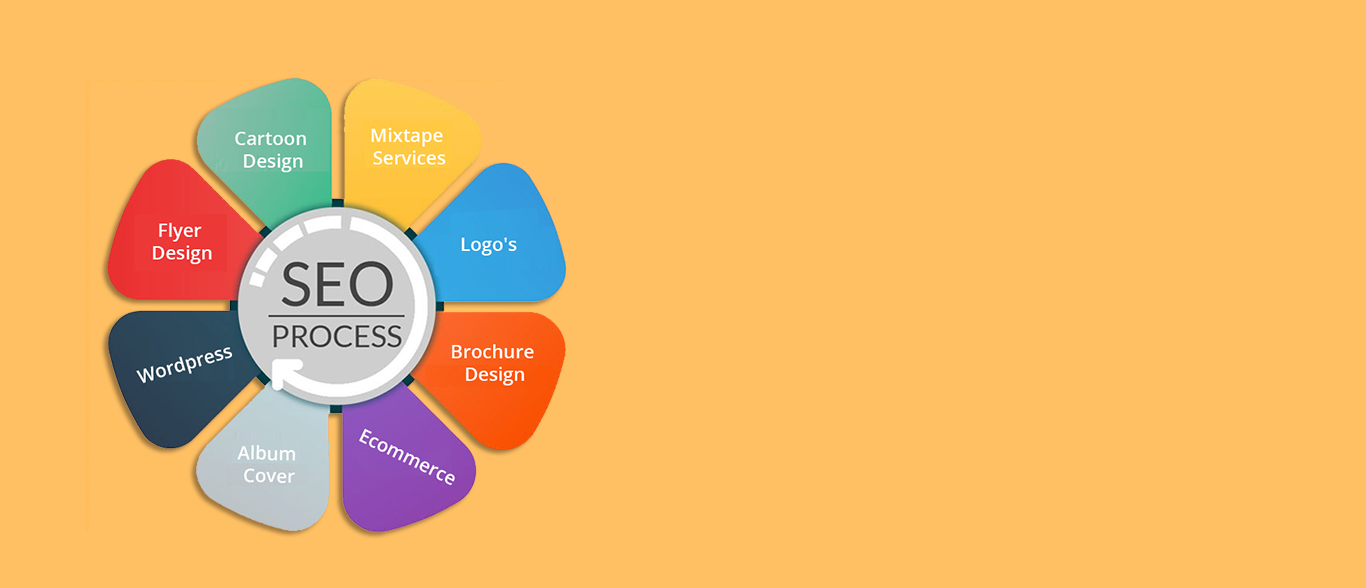 Cartoon
Design
Mixtape
Services
Logo's
Brochure
Design
Ecommerce
Album
Cover
Wordpress
Flyer
Design
SEO
PROCESS